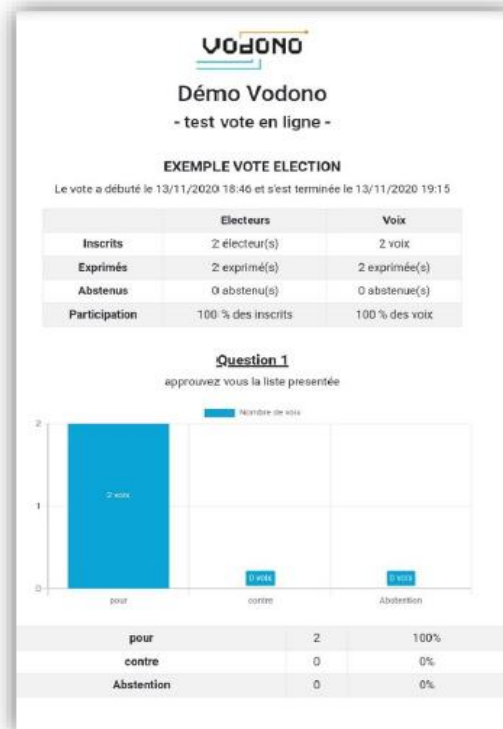 VODONO
Démo Vodono
- test vote en ligne -
EXEMPLE VOTE ELECTION
Le vote a débuté le 13/11/2020 18:46 et s'est terminée le 13/11/2020 19:15
Electeurs Voix
Inscrits 2 électeur(s) 2 voix
Exprimés 2 exprimé(s) 2 exprimée(s)
Abstenus 0 abstenu(s) 0 abstenue(s)
Participation 100 % des inscrits 100 % des voix
Question 1
approuvez vous la liste presentée
Nombre de voix
2
2 voix
1
0 voix 0 voix
0
pour contre Abstention
pour 2 100%
contre 0 0%
Abstention 0 0%